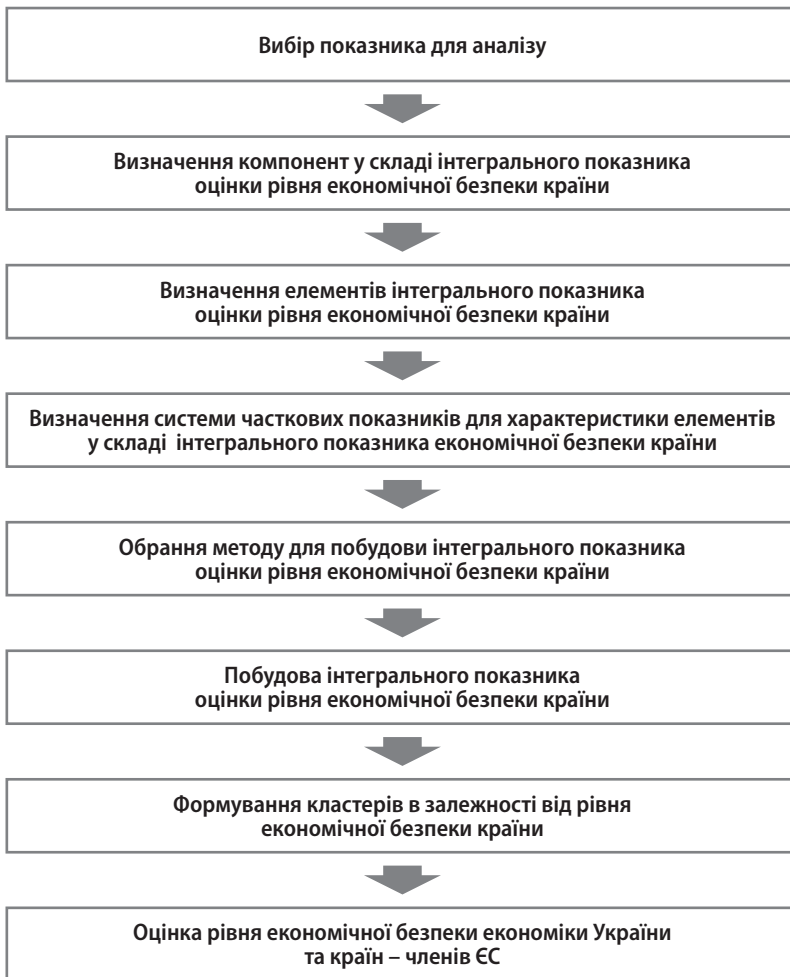 Вибір показника для аналізу
Визначення компонент у складі інтегрального показника
оцінки рівня економічної безпеки країни
Визначення елементів інтегрального показника
оцінки рівня економічної безпеки країни
Визначення системи часткових показників для характеристики елементів
у складі інтегрального показника економічної безпеки країни
Обрання методу для побудови інтегрального показника
оцінки рівня економічної безпеки країни
Побудова інтегрального показника
оцінки рівня економічної безпеки країни
Формування кластерів в залежності від рівня
економічної безпеки країни
Оцінка рівня економічної безпеки економіки України
та країн – членів ЄС